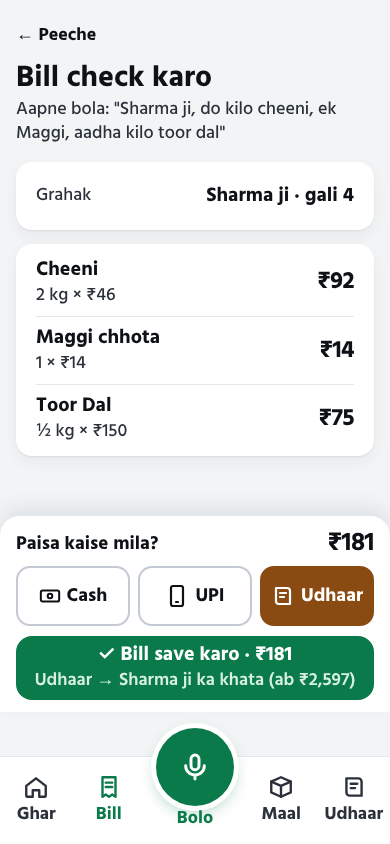 ← Peeche
Bill check karo
Aapne bola: "Sharma ji, do kilo cheeni, ek
Maggi, aadha kilo toor dal"
Grahak
Sharma ji · gali 4
Cheeni
2 kg × ₹46
₹92
Maggi chhota
1 × ₹14
₹14
Toor Dal
½ kg × ₹150
₹75
Paisa kaise mila?
₹181
Cash
UPI
Udhaar
✓ Bill save karo · ₹181
Udhaar → Sharma ji ka khata (ab ₹2,597)
Ghar
Bill
Bolo
Maal
Udhaar